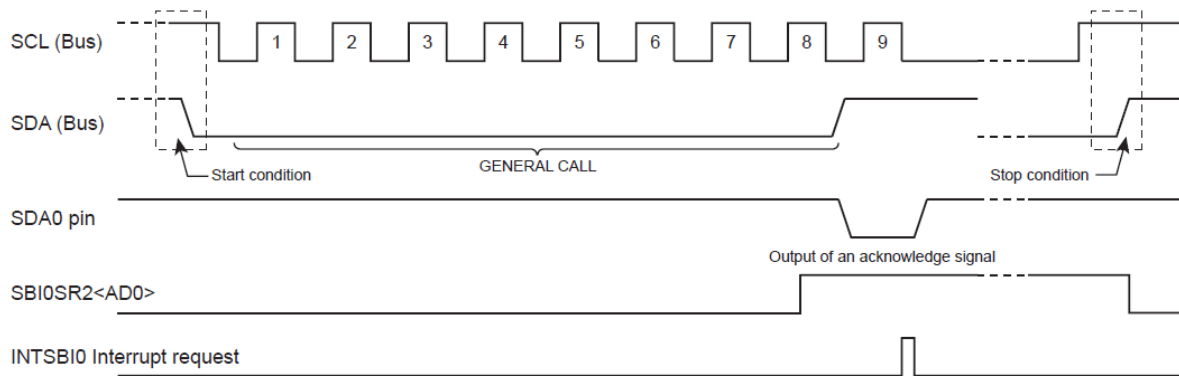 SCL (Bus)
1 2 3 4 5 6 7 8 9
SDA (Bus)
Start condition
GENERAL CALL
Stop condition
SDA0 pin
Output of an acknowledge signal
SBI0SR2<AD0>
INTSBI0 Interrupt request